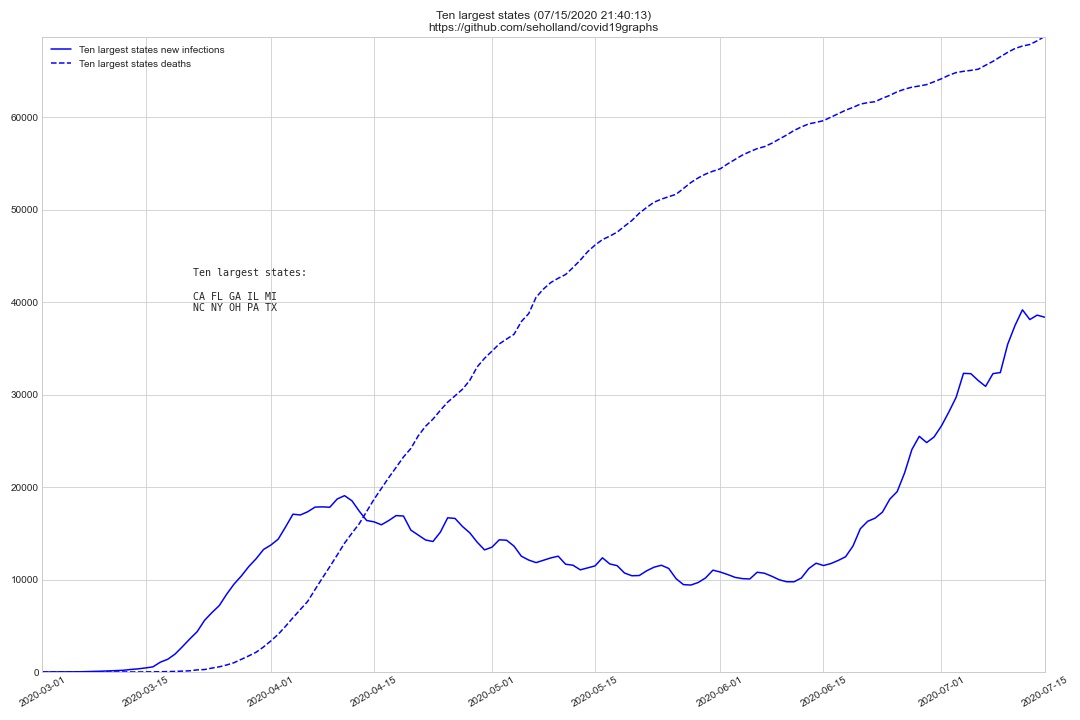 Ten largest states (07/15/2020 21:40:13)
https://github.com/seholland/covid19graphs
Ten largest states new infections
Ten largest states deaths
60000
50000
Ten largest states:
CA FL GA IL MI
NC NY OH PA TX
40000
30000
20000
10000
0
2020-03-01
2020-03-15
2020-04-01
2020-04-15
2020-05-01
2020-05-15
2020-06-01
2020-06-15
2020-07-01
2020-07-15